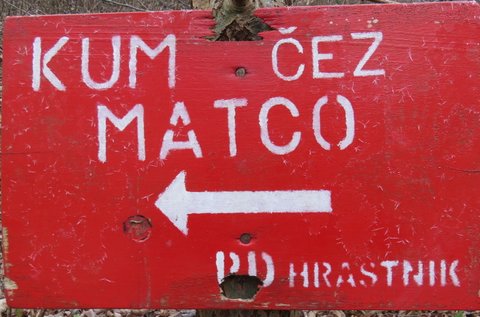 KUM ČEZ
MATCO
PD HRASTNIK